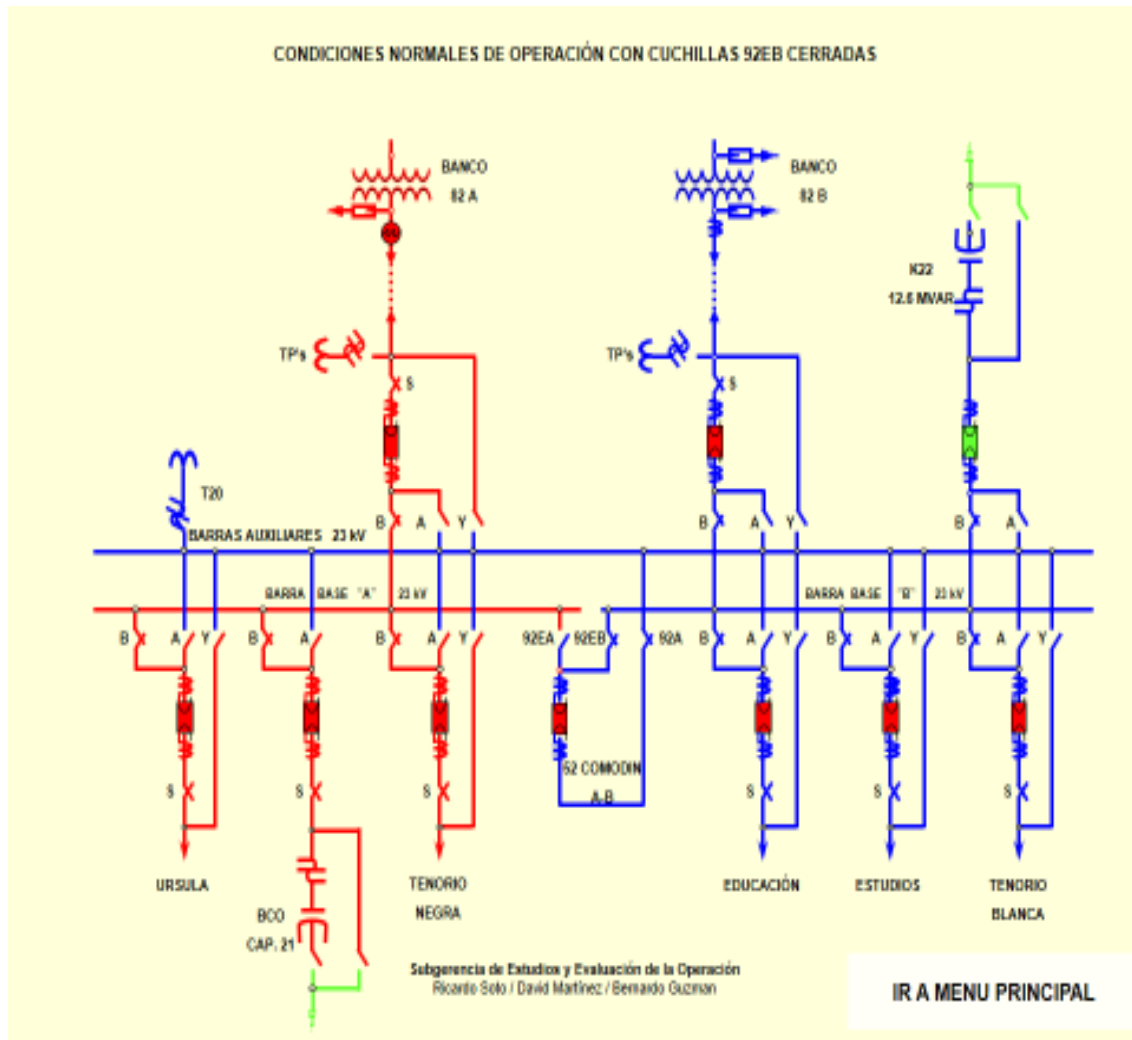 CONDICIONES NORMALES DE OPERACIÓN CON CUCHILLAS 92EB CERRADAS
BANCO
82 A
BANCO
82 B
K22
12.6 MVAR
TP's
TP's
S
S
T20
B A Y
B A Y
B A
BARRAS AUXILIARES 23 kV
BARRA BASE "A" 23 kV
BARRA BASE "B" 23 kV
B A Y B A B A Y 92EA 92EB 92A B A Y B A Y B A Y
52 COMODIN
A-B
S S S S S S
URSULA
TENORIO
NEGRA
EDUCACIÓN
ESTUDIOS
TENORIO
BLANCA
BCO
CAP. 21
Subgerencia de Estudios y Evaluación de la Operación
Ricardo Soto / David Martínez / Bernardo Guzman
IR A MENU PRINCIPAL